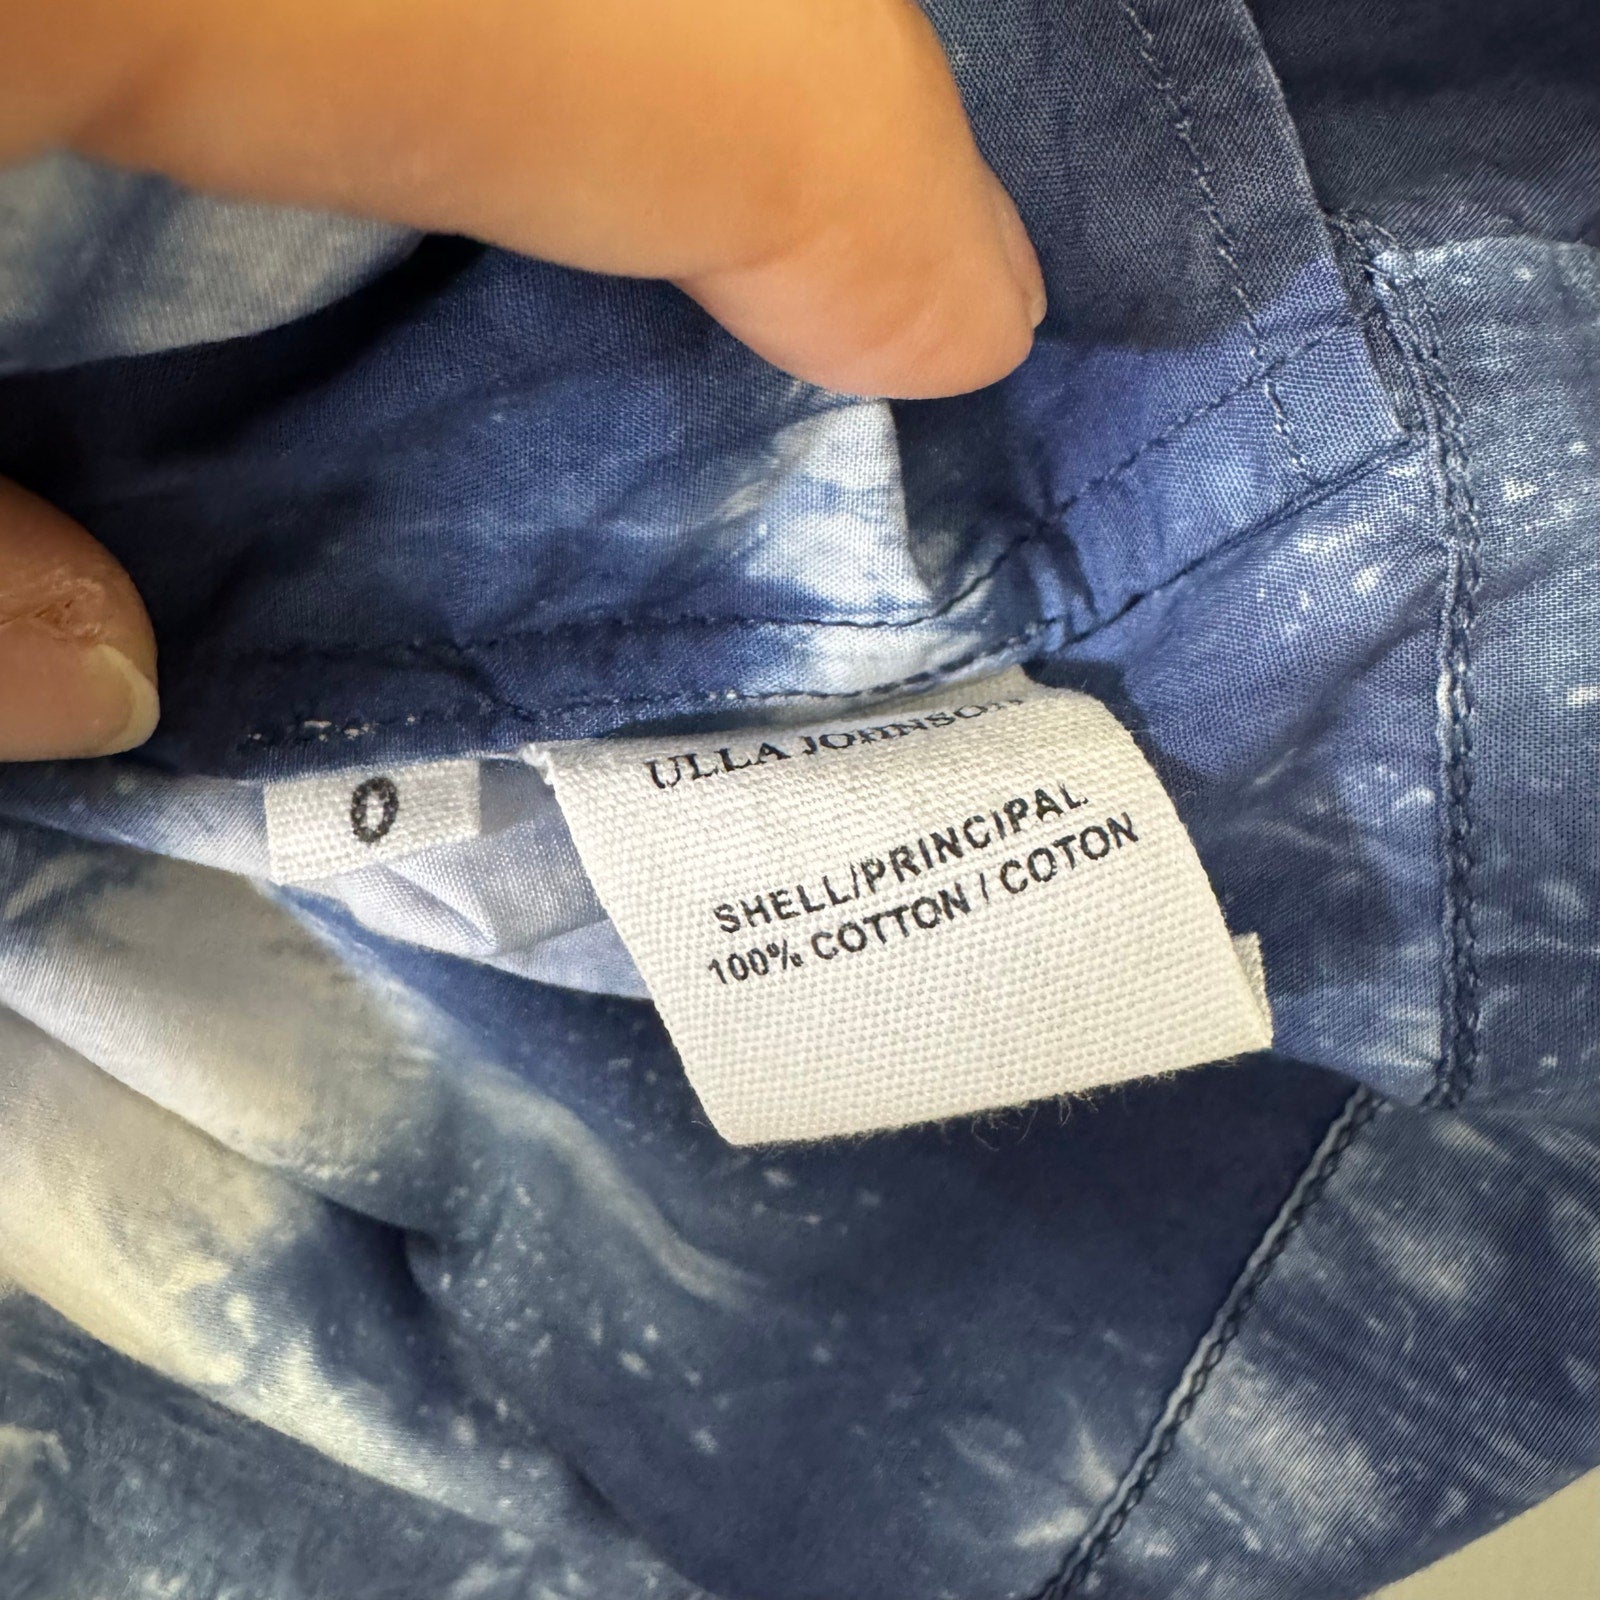 0
ULLA JOHNSON
SHELL/PRINCIPAL
100% COTTON / COTON